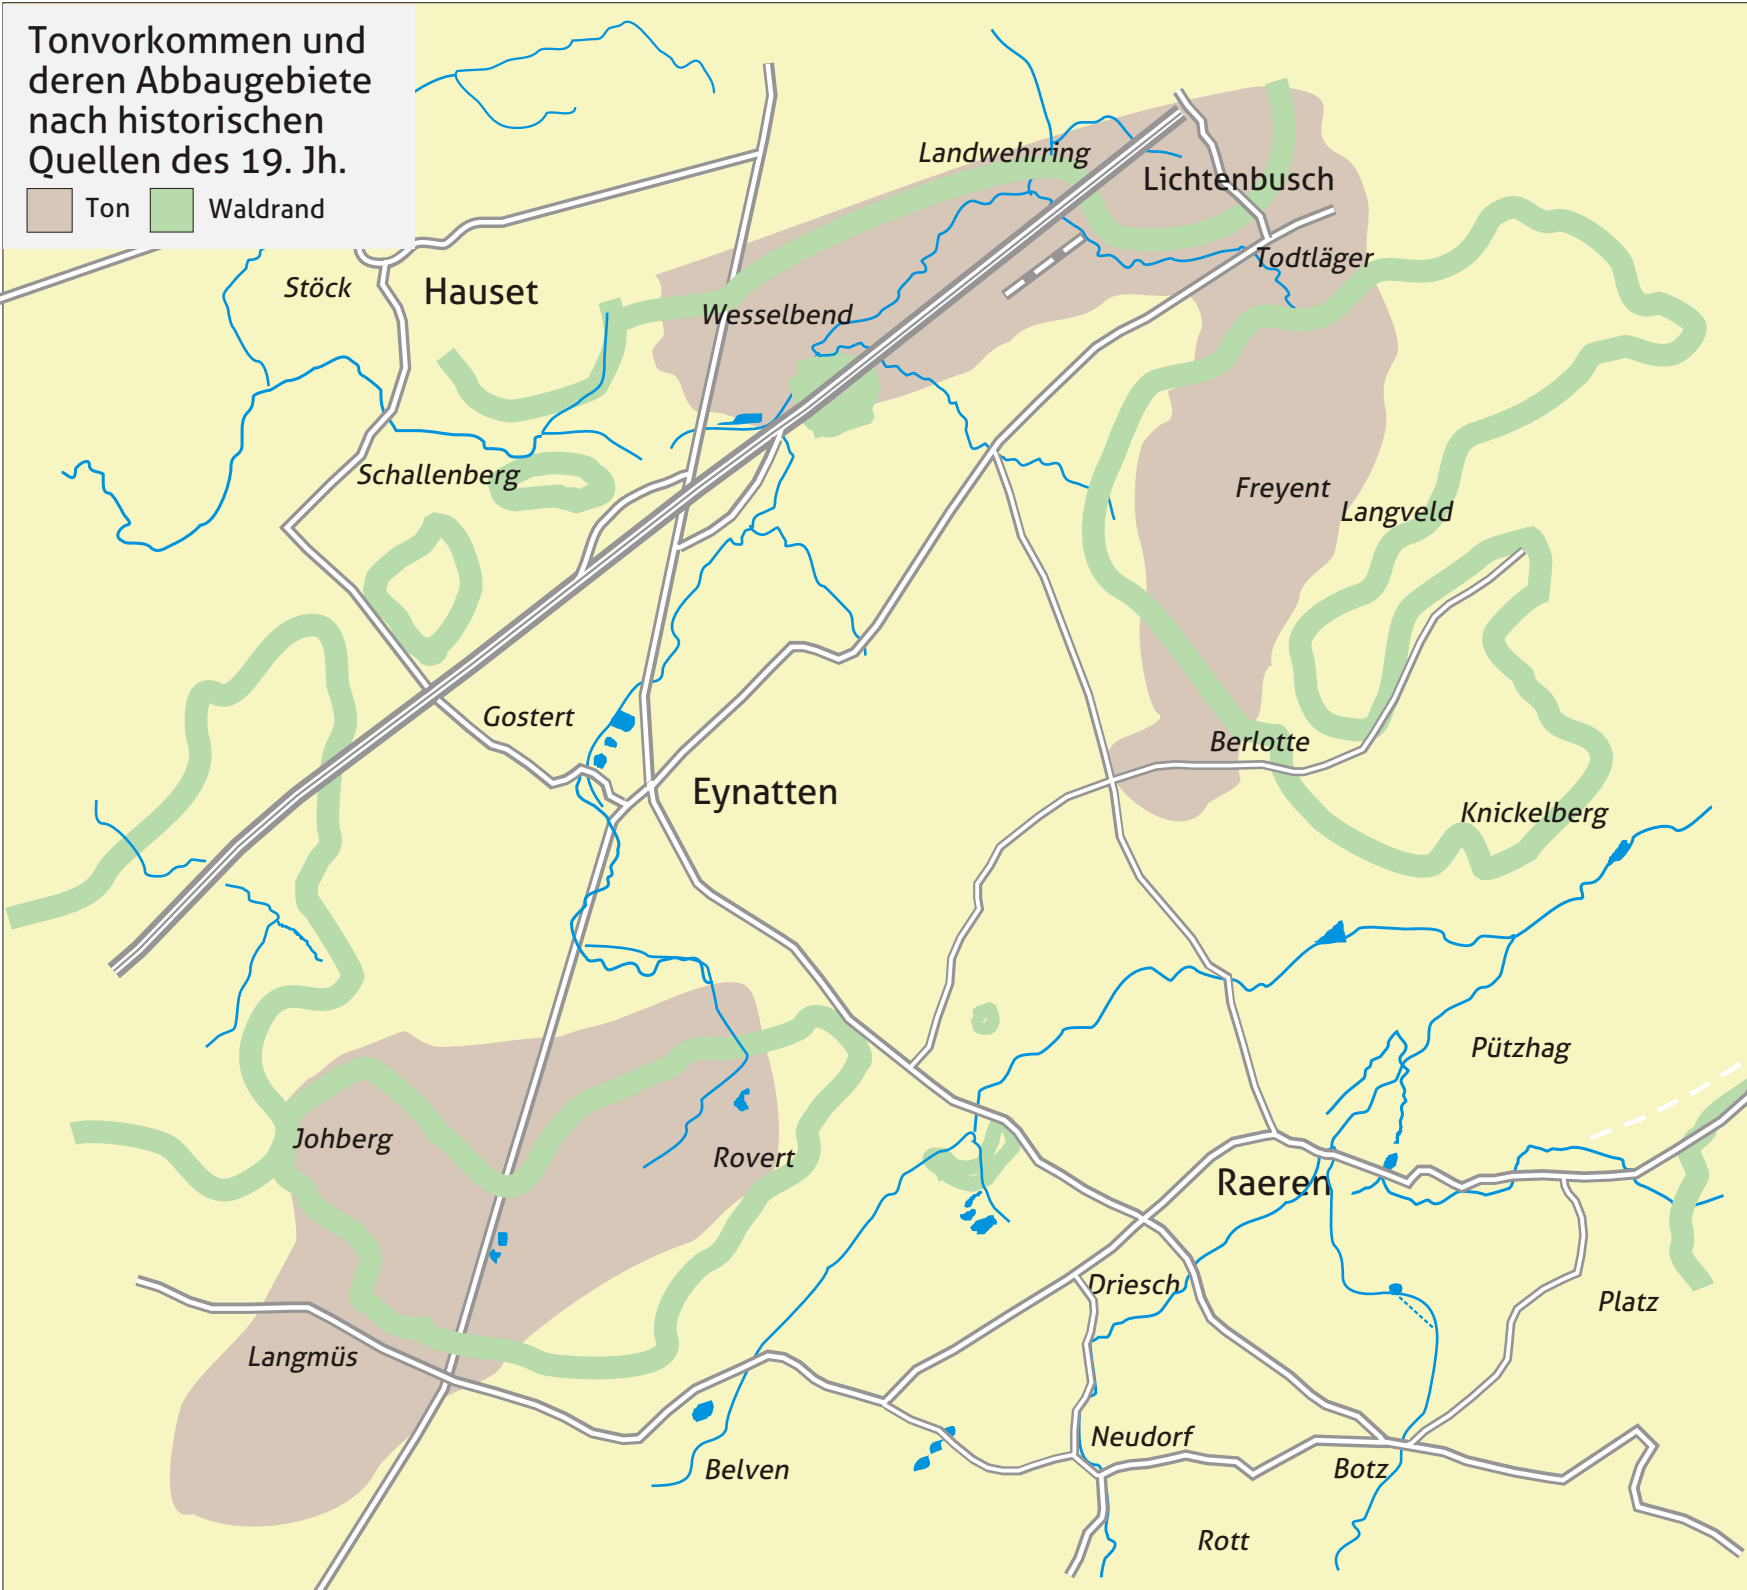 Tonvorkommen und
deren Abbaugebiete
nach historischen
Quellen des 19. Jh.
Ton
Waldrand
Landwehrring
Lichtenbusch
Todtläger
Stöck
Hauset
Wesselbend
Schallenberg
Freyent
Langveld
Gostert
Berlotte
Eynatten
Knickelberg
Pützhag
Johberg
Rovert
Raeren
Driesch
Platz
Langmüs
Neudorf
Belven
Botz
Rott